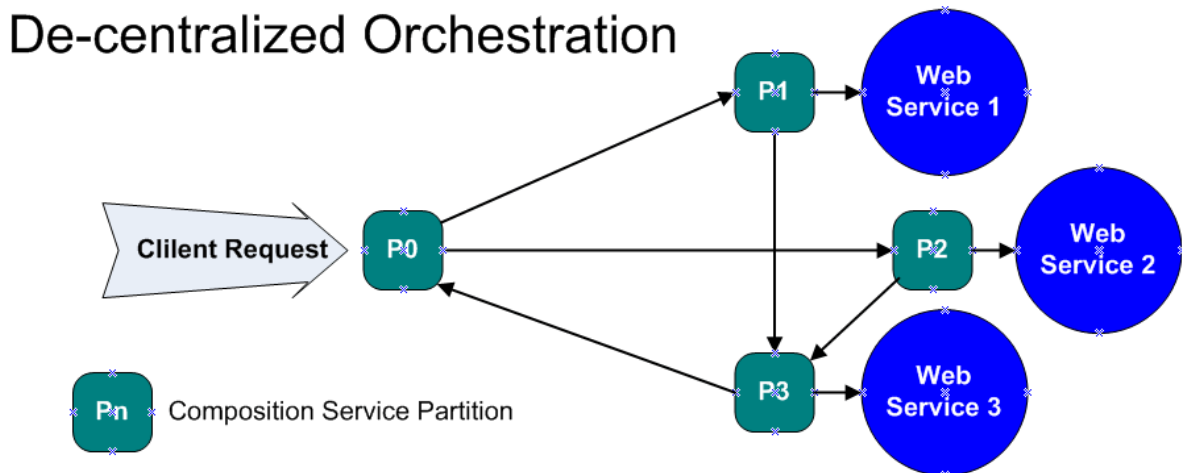 De-centralized Orchestration
P1
Web
Service 1
Clilent Request
P0
P2
Web
Service 2
P3
Web
Service 3
Pn
Composition Service Partition